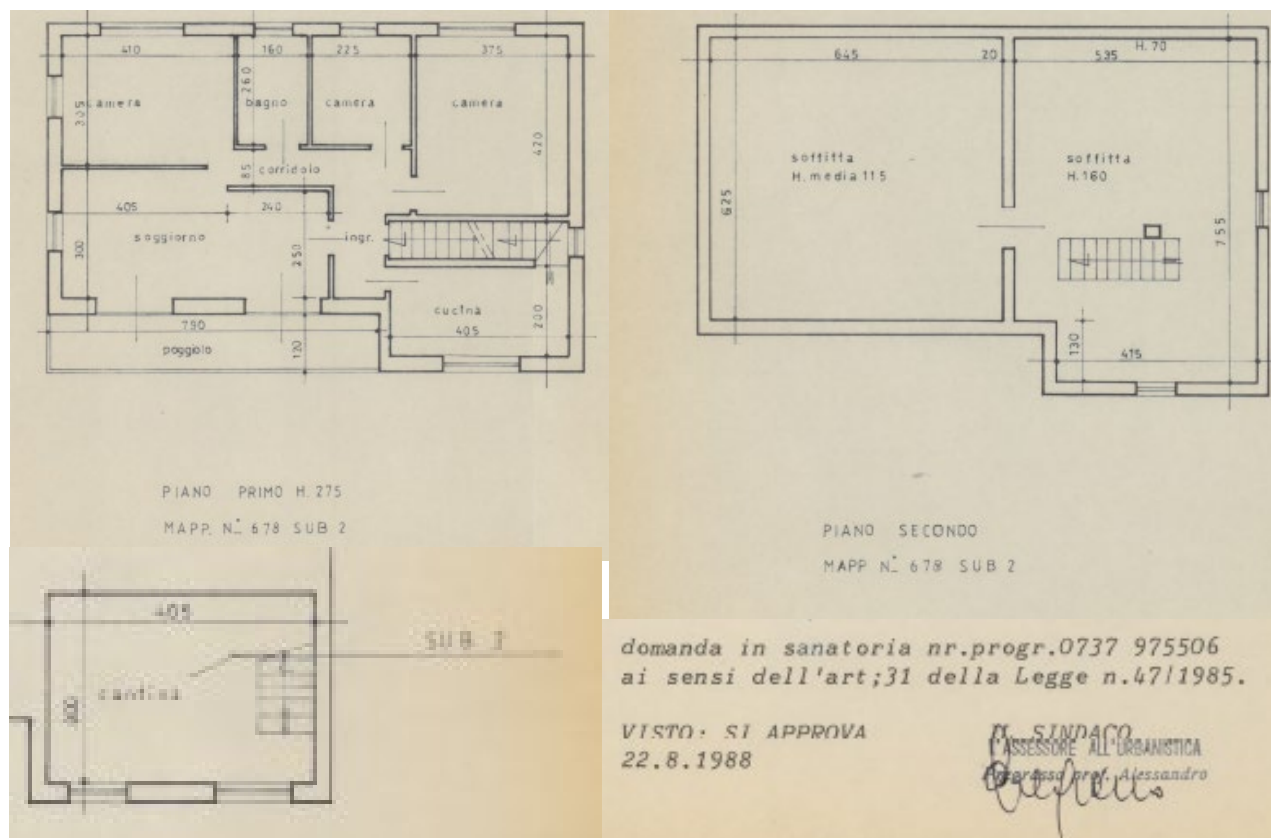 410
160
225
375
305
camera
260
bagno
camera
camera
420
85
corridoio
405
240
soggiorno
300
250
ingr.
cucina
790
405
200
poggiolo
120
PIANO PRIMO H. 275
MAPP. N. 678 SUB 2
645
20
H. 70
535
soffitta
H. media 115
soffitta
H. 160
625
755
130
415
PIANO SECONDO
MAPP N. 678 SUB 2
405
SUB
cantina
domanda in sanatoria nr.progr.0737 975506
ai sensi dell'art;31 della Legge n.47/1985.
VISTO: SI APPROVA
22.8.1988
IL SINDACO
L'ASSESSORE ALL'URBANISTICA
prof. Alessandro